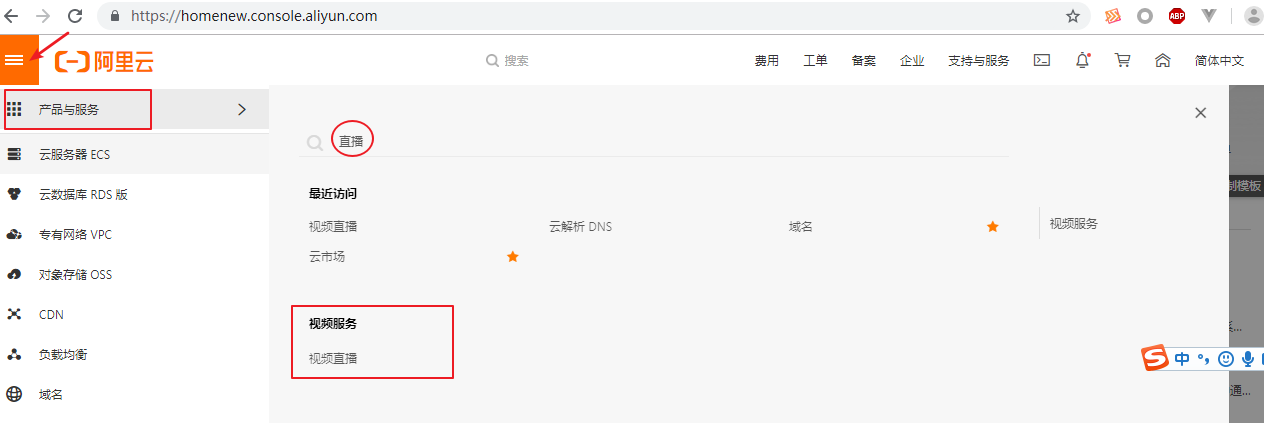 https://homenew.console.aliyun.com
ABP
阿里云
搜索
费用 工单 备案 企业 支持与服务 简体中文
产品与服务
直播
云服务器 ECS
云数据库 RDS 版
专有网络 VPC
对象存储 OSS
CDN
负载均衡
域名
最近访问
视频直播 云解析 DNS 域名 视频服务
云市场
视频服务
视频直播
制模板
中
通...